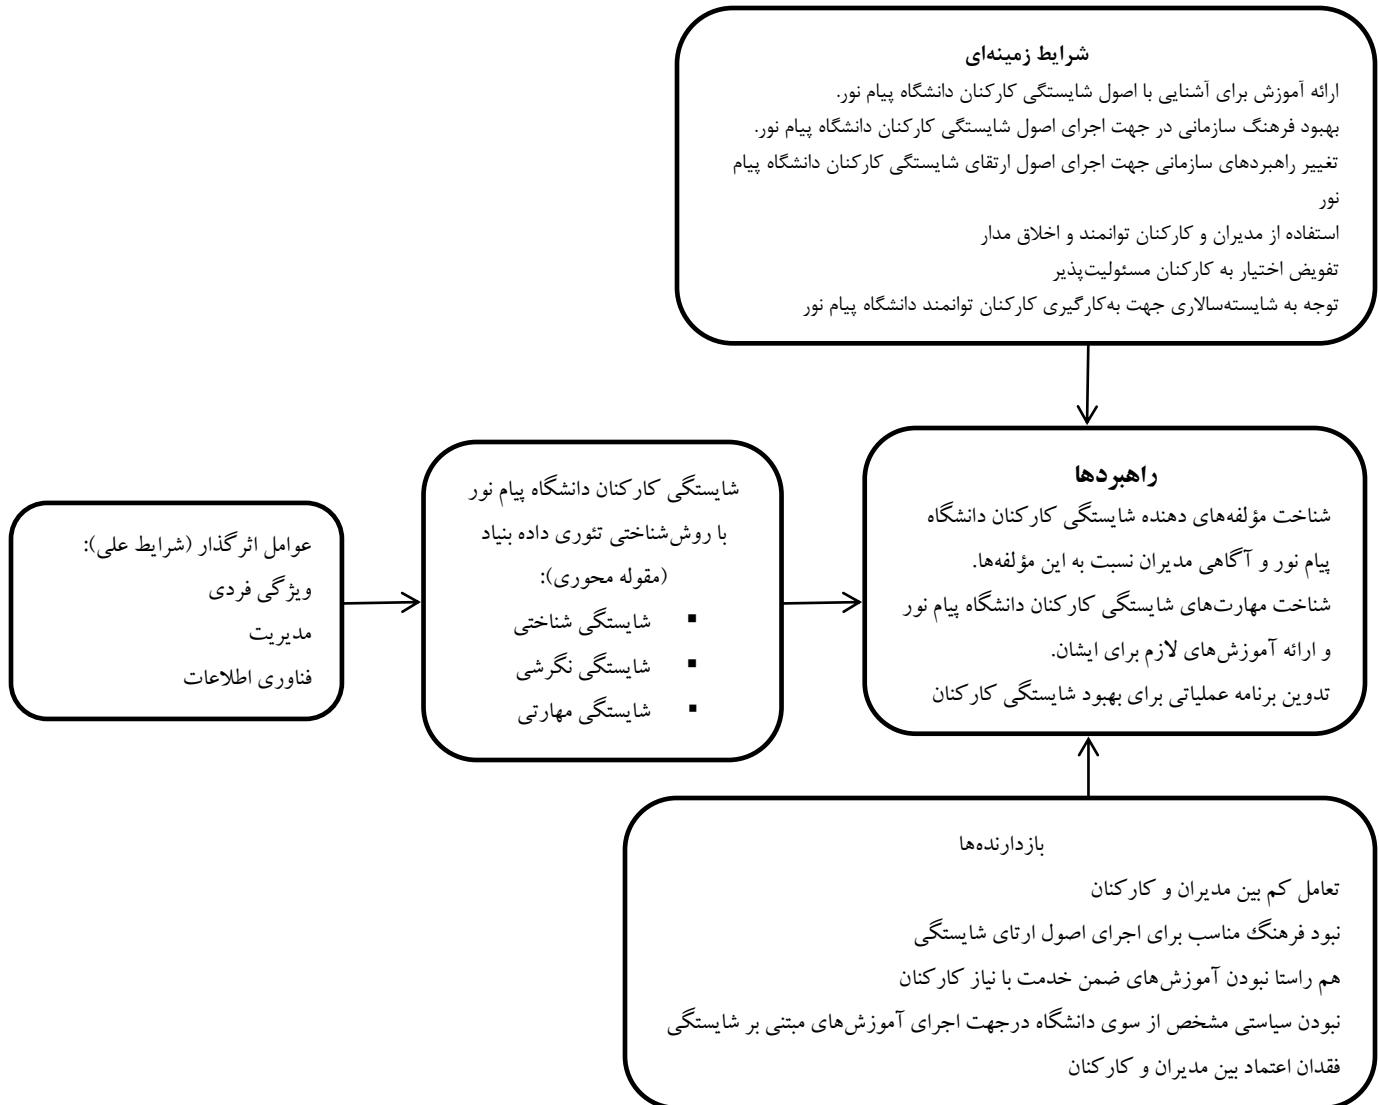 شرایط زمینه‌ای
ارائه آموزش برای آشنایی با اصول شایستگی کارکنان دانشگاه پیام نور.
بهبود فرهنگ سازمانی در جهت اجرای اصول شایستگی کارکنان دانشگاه پیام نور.
تغییر راهبردهای سازمانی جهت اجرای اصول ارتقای شایستگی کارکنان دانشگاه پیام
نور
استفاده از مدیران و کارکنان توانمند و اخلاق مدار
تفویض اختیار به کارکنان مسئولیت‌پذیر
توجه به شایسته‌سالاری جهت به‌کارگیری کارکنان توانمند دانشگاه پیام نور
راهبردها
شناخت مؤلفه‌های دهنده شایستگی کارکنان دانشگاه
پیام نور و آگاهی مدیران نسبت به این مؤلفه‌ها.
شناخت مهارت‌های شایستگی کارکنان دانشگاه پیام نور
و ارائه آموزش‌های لازم برای ایشان.
تدوین برنامه عملیاتی برای بهبود شایستگی کارکنان
شایستگی کارکنان دانشگاه پیام نور
با روش‌شناختی تئوری داده بنیاد
(مقوله محوری):
▪ شایستگی شناختی
▪ شایستگی نگرشی
▪ شایستگی مهارتی
عوامل اثرگذار (شرایط علی):
ویژگی فردی
مدیریت
فناوری اطلاعات
بازدارنده‌ها
تعامل کم بین مدیران و کارکنان
نبود فرهنگ مناسب برای اجرای اصول ارتای شایستگی
هم راستا نبودن آموزش‌های ضمن خدمت با نیاز کارکنان
نبودن سیاستی مشخص از سوی دانشگاه درجهت اجرای آموزش‌های مبتنی بر شایستگی
فقدان اعتماد بین مدیران و کارکنان